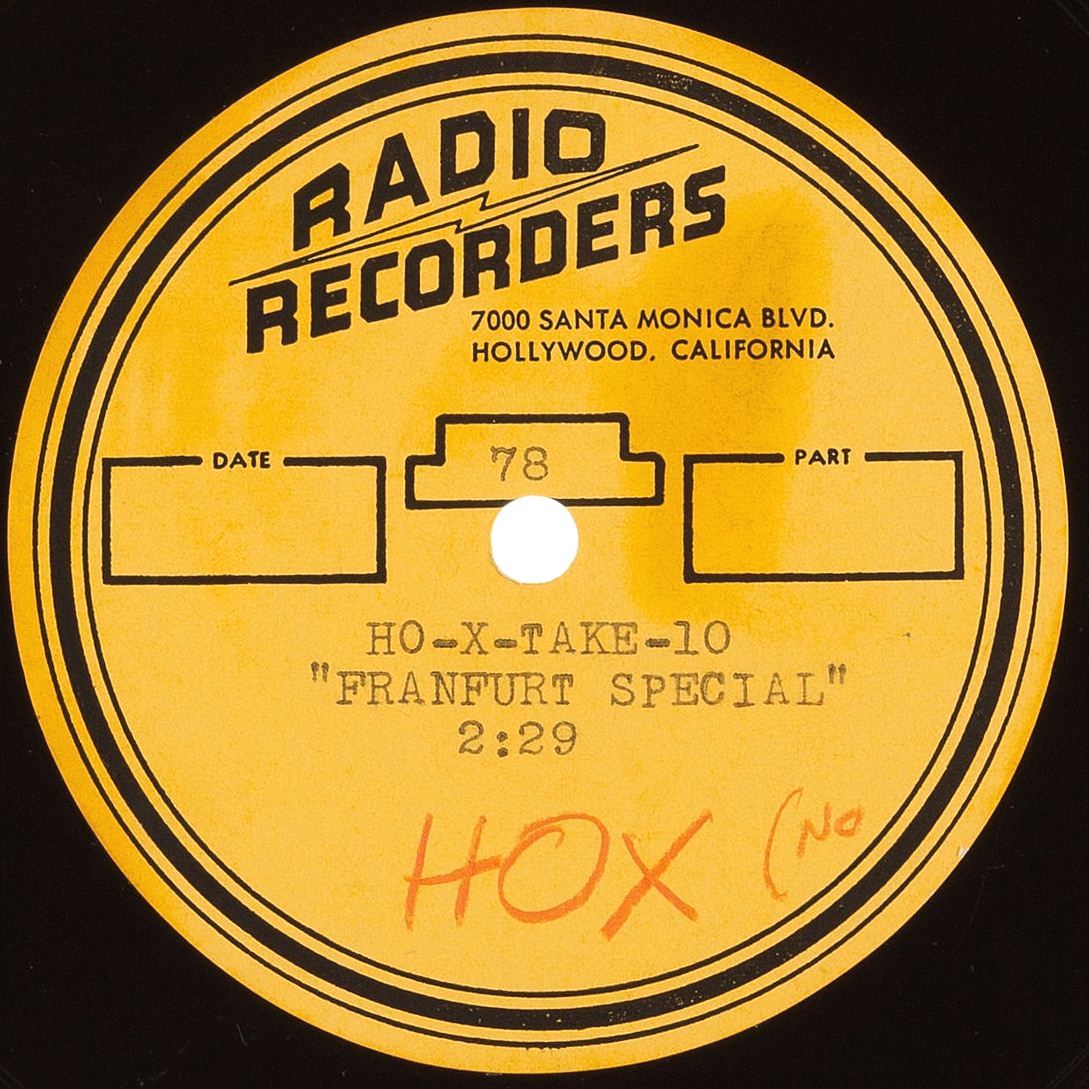 RADIO
RECORDERS
7000 SANTA MONICA BLVD.
HOLLYWOOD, CALIFORNIA
DATE
78
PART
HO-X-TAKE-10
"FRANFURT SPECIAL"
2:29
HOX (NO